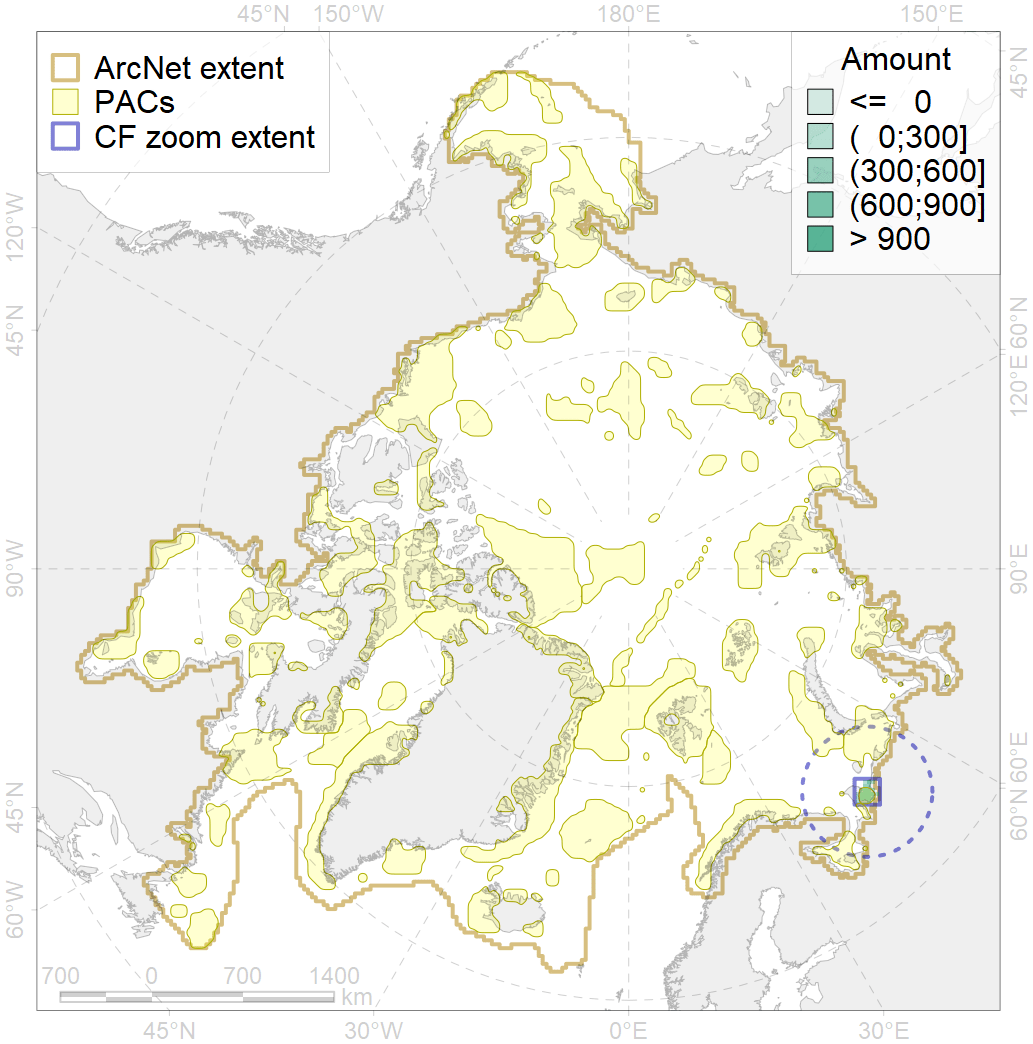 45°N 150°W 180°E 150°E
ArcNet extent
PACs
CF zoom extent
Amount
<= 0
( 0;300]
(300;600]
(600;900]
> 900
45°N
120°W
45°N
60°N
120°E
90°W
90°E
60°E
45°N
60°N
60°W
700 0 700 1400
km
45°W 30°W 0°E 30°E